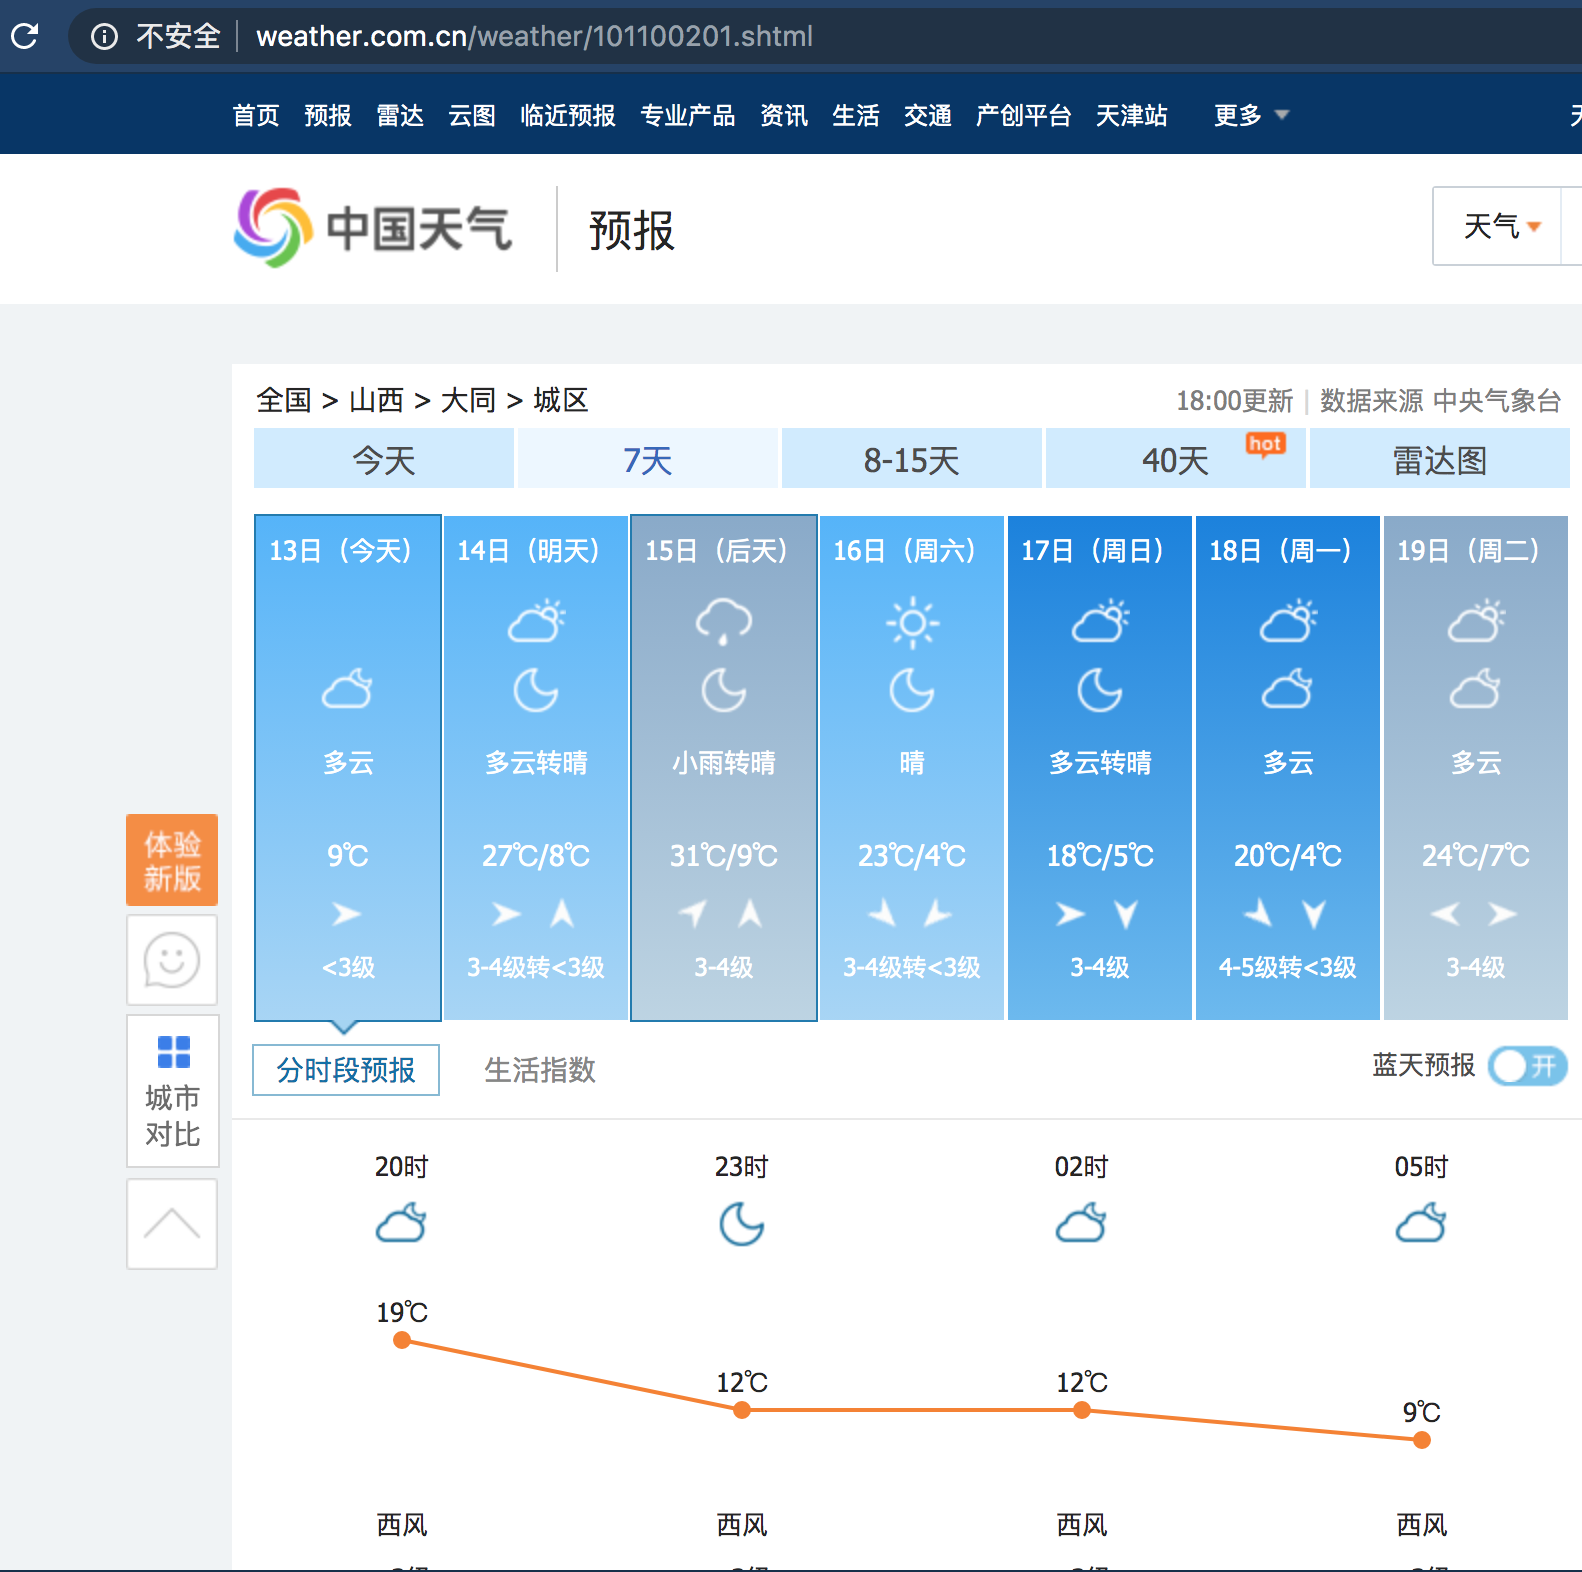 不安全 weather.com.cn/weather/101100201.shtml
首页 预报 雷达 云图 临近预报 专业产品 资讯 生活 交通 产创平台 天津站 更多
中国天气 预报 天气
全国 > 山西 > 大同 > 城区 18:00更新 | 数据来源 中央气象台
今天 7天 8-15天 40天 hot 雷达图
13日（今天） 14日（明天） 15日（后天） 16日（周六） 17日（周日） 18日（周一） 19日（周二）
多云 多云转晴 小雨转晴 晴 多云转晴 多云 多云
9℃ 27℃/8℃ 31℃/9℃ 23℃/4℃ 18℃/5℃ 20℃/4℃ 24℃/7℃
<3级 3-4级转<3级 3-4级 3-4级转<3级 3-4级 4-5级转<3级 3-4级
体验
新版
城市
对比
分时段预报 生活指数 蓝天预报 开
20时 23时 02时 05时
19℃ 12℃ 12℃ 9℃
西风 西风 西风 西风